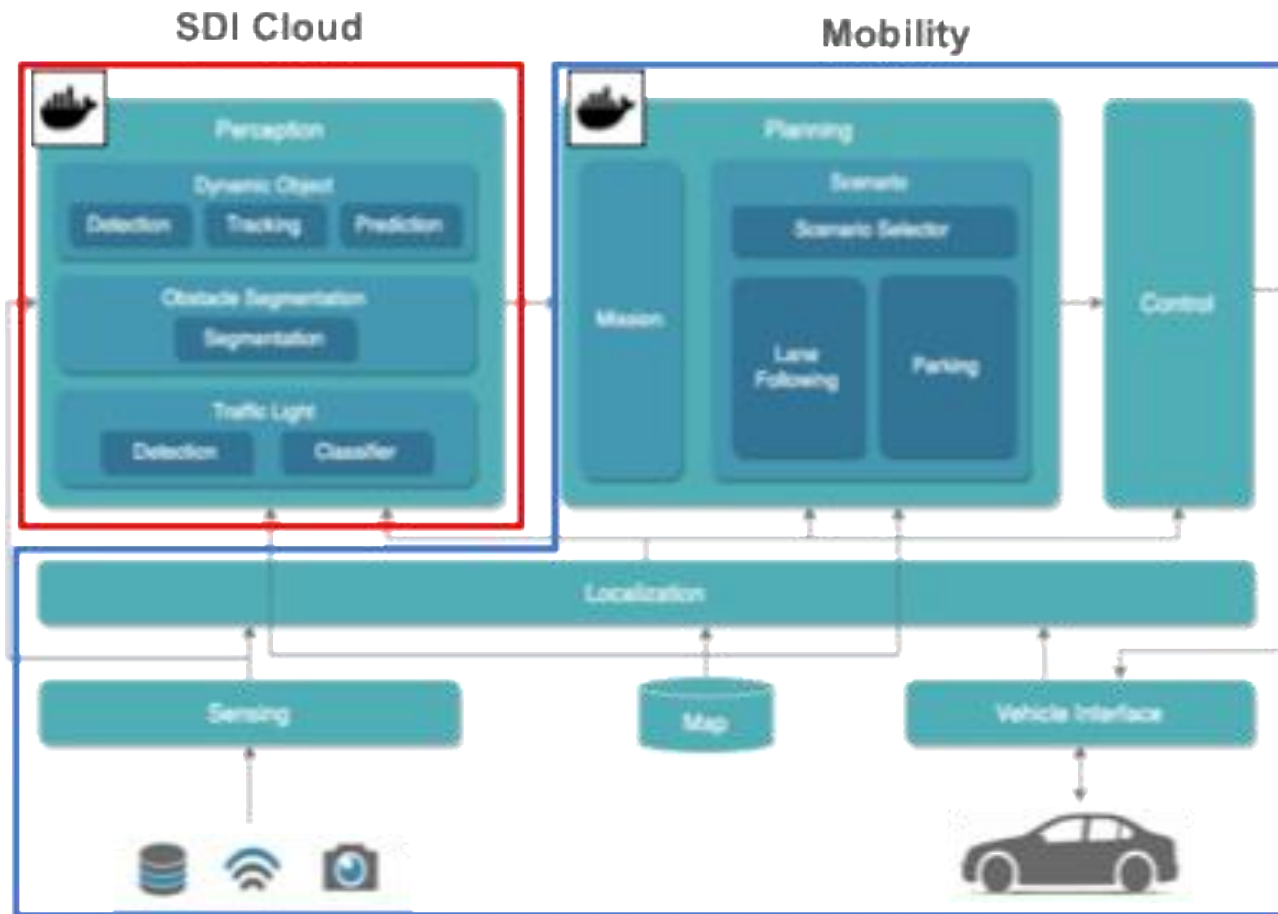 SDI Cloud
Mobility
Perception
Dynamic Object
Detection
Tracking
Prediction
Obstacle Segmentation
Segmentation
Traffic Light
Detection
Classifier
Planning
Mission
Scenario
Scenario Selector
Lane
Following
Parking
Control
Localization
Sensing
Map
Vehicle Interface